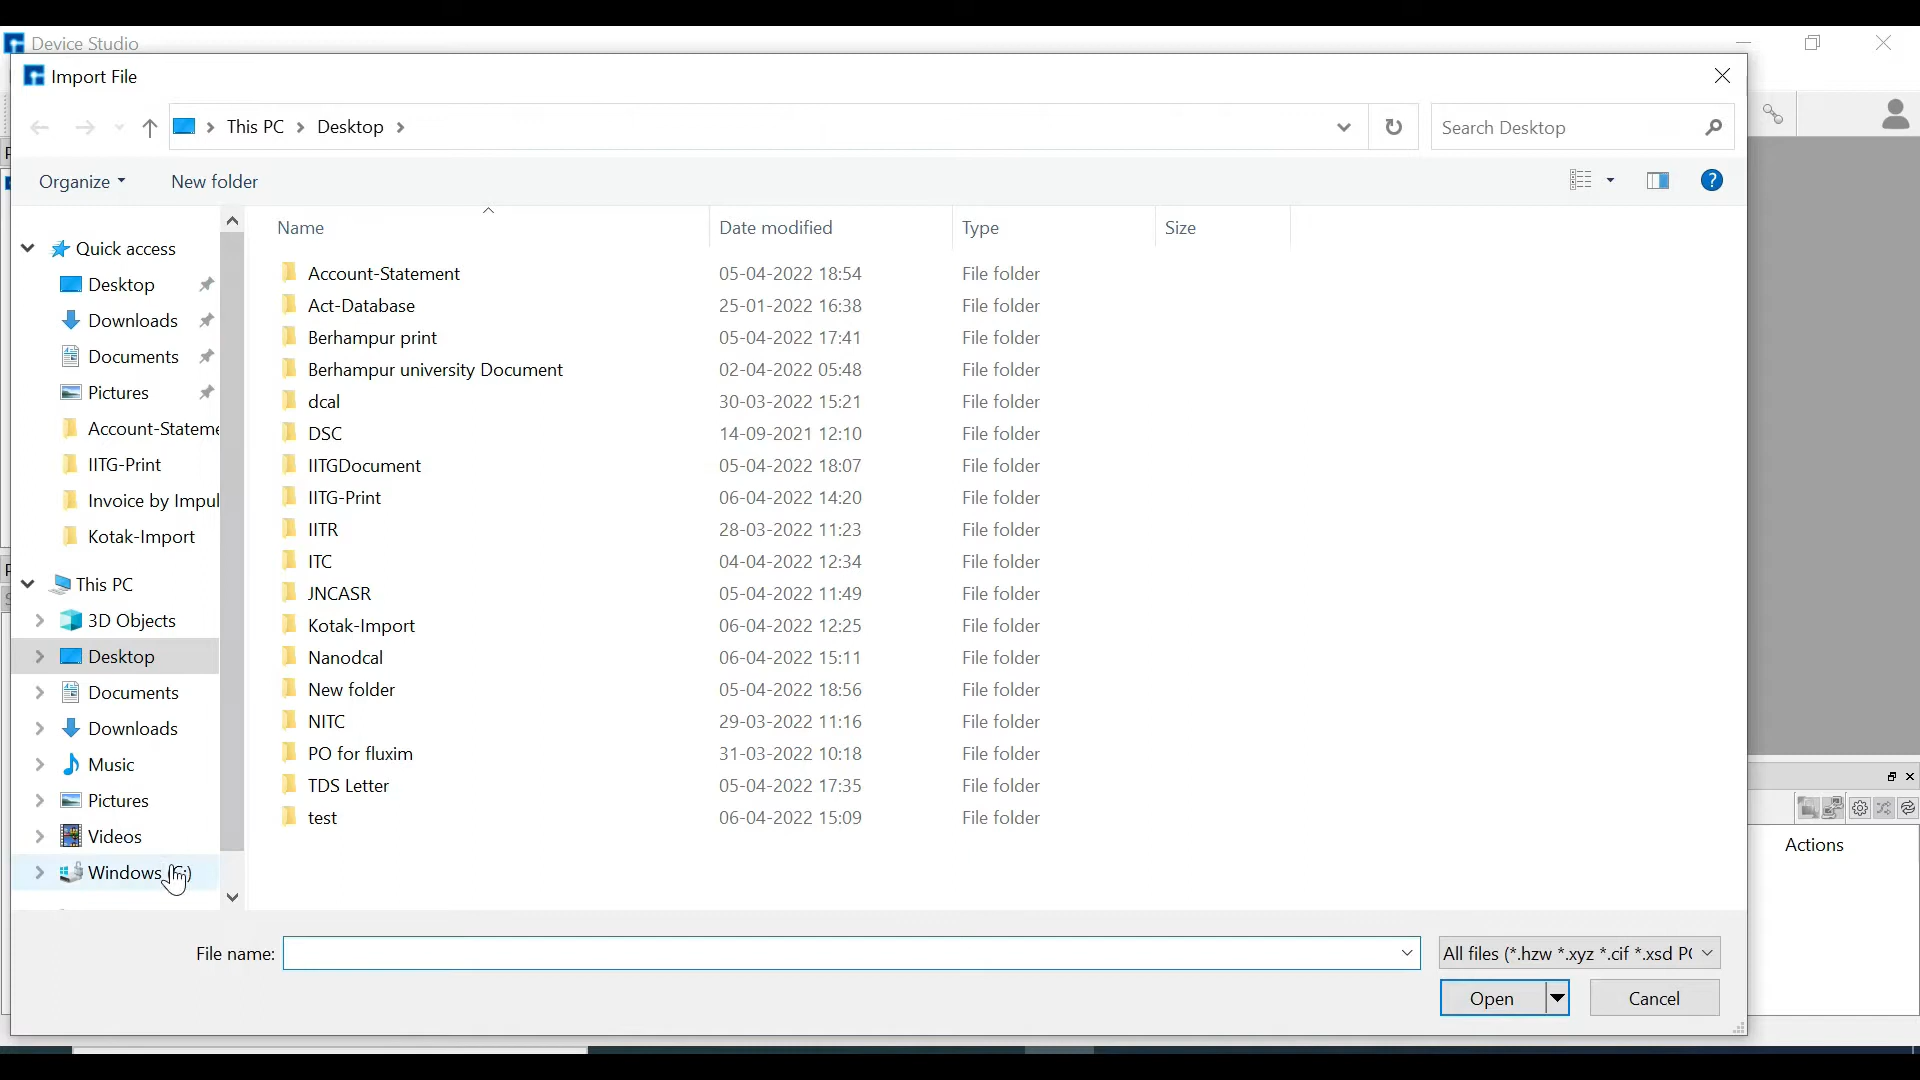 Device Studio
Import File
This PC Desktop
Search Desktop
Organize New folder
Name Date modified Type Size
Quick access
Desktop
Downloads
Documents
Pictures
Account-Stateme
IITG-Print
Invoice by Impul
Kotak-Import
This PC
3D Objects
Desktop
Documents
Downloads
Music
Pictures
Videos
Windows (C:)
Account-Statement 05-04-2022 18:54 File folder
Act-Database 25-01-2022 16:38 File folder
Berhampur print 05-04-2022 17:41 File folder
Berhampur university Document 02-04-2022 05:48 File folder
dcal 30-03-2022 15:21 File folder
DSC 14-09-2021 12:10 File folder
IITGDocument 05-04-2022 18:07 File folder
IITG-Print 06-04-2022 14:20 File folder
IITR 28-03-2022 11:23 File folder
ITC 04-04-2022 12:34 File folder
JNCASR 05-04-2022 11:49 File folder
Kotak-Import 06-04-2022 12:25 File folder
Nanodcal 06-04-2022 15:11 File folder
New folder 05-04-2022 18:56 File folder
NITC 29-03-2022 11:16 File folder
PO for fluxim 31-03-2022 10:18 File folder
TDS Letter 05-04-2022 17:35 File folder
test 06-04-2022 15:09 File folder
Actions
File name:
All files (*.hzw *.xyz *.cif *.xsd P(
Open Cancel